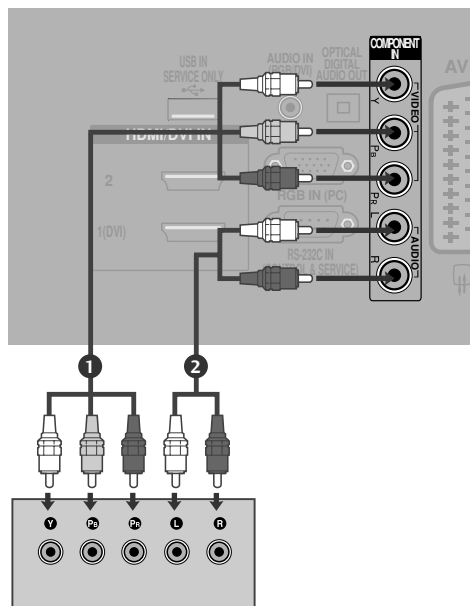 USB IN
SERVICE ONLY
AUDIO IN
(RGB/DVI)
OPTICAL
DIGITAL
AUDIO OUT
COMPONENT
IN
AV
Y
VIDEO
PB
PR
HDMI/DVI IN
2
1(DVI)
RGB IN (PC)
L
AUDIO
R
RS-232C IN
(CONTROL & SERVICE)
1
2
Y
PB
PR
L
R